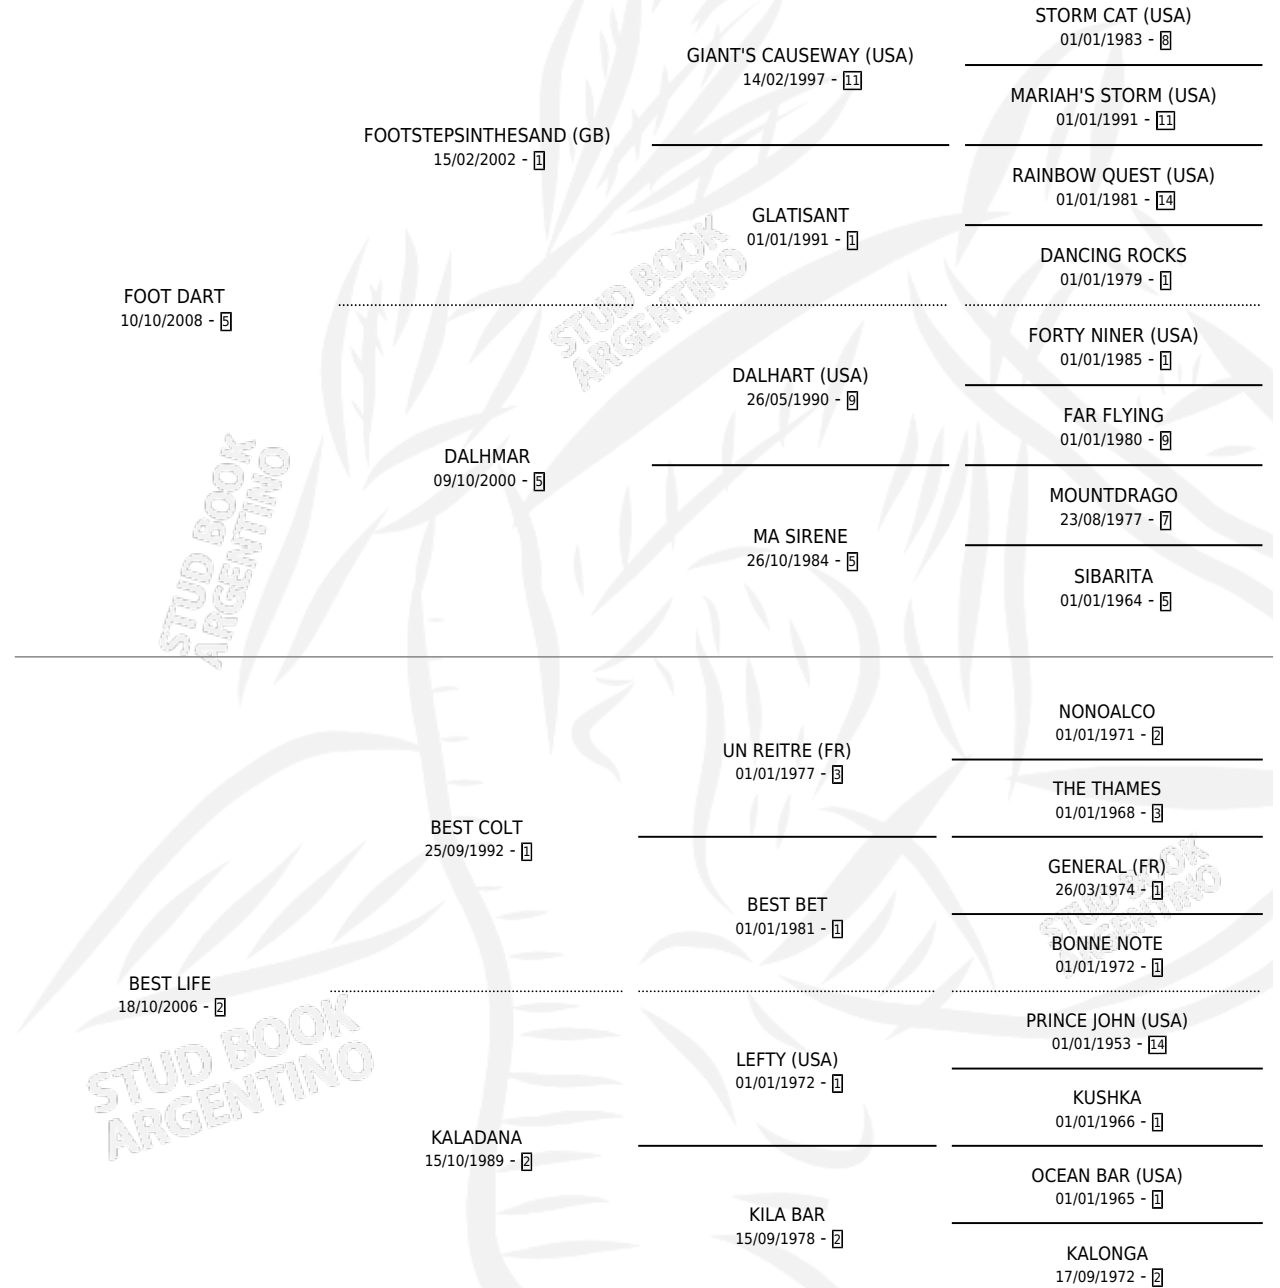 STORM CAT (USA)
01/01/1983 - 8
GIANT'S CAUSEWAY (USA)
14/02/1997 - 11
MARIAH'S STORM (USA)
01/01/1991 - 11
FOOTSTEPSINTHESAND (GB)
15/02/2002 - 1
RAINBOW QUEST (USA)
01/01/1981 - 14
GLATISANT
01/01/1991 - 1
DANCING ROCKS
01/01/1979 - 1
FOOT DART
10/10/2008 - 5
FORTY NINER (USA)
01/01/1985 - 1
DALHART (USA)
26/05/1990 - 9
FAR FLYING
01/01/1980 - 9
DALHMAR
09/10/2000 - 5
MOUNTDRAGO
23/08/1977 - 7
MA SIRENE
26/10/1984 - 5
SIBARITA
01/01/1964 - 5
STUD BOOK
ARGENTINO
STUD BOOK
ARGENTINO
NONOALCO
01/01/1971 - 2
UN REITRE (FR)
01/01/1977 - 3
THE THAMES
01/01/1968 - 3
BEST COLT
25/09/1992 - 1
GENERAL (FR)
26/03/1974 - 1
BEST BET
01/01/1981 - 1
BONNE NOTE
01/01/1972 - 1
BEST LIFE
18/10/2006 - 2
PRINCE JOHN (USA)
01/01/1953 - 14
LEFTY (USA)
01/01/1972 - 1
KUSHKA
01/01/1966 - 1
KALADANA
15/10/1989 - 2
OCEAN BAR (USA)
01/01/1965 - 1
KILA BAR
15/09/1978 - 2
KALONGA
17/09/1972 - 2
STUD BOOK
ARGENTINO
STUD BOOK
ARGENTINO